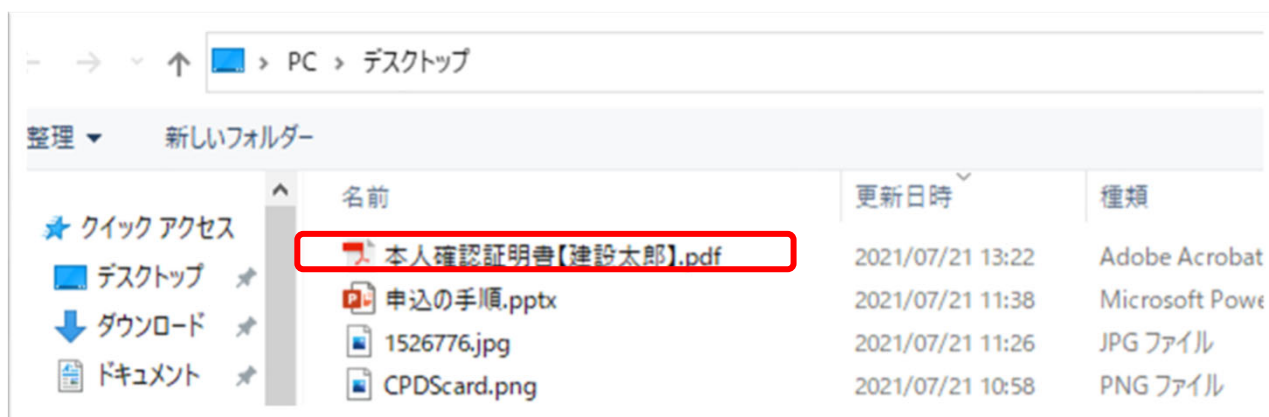 PC › デスクトップ
整理 新しいフォルダー
名前 更新日時 種類
クイック アクセス
デスクトップ
ダウンロード
ドキュメント
本人確認証明書【建設太郎】.pdf 2021/07/21 13:22 Adobe Acrobat
申込の手順.pptx 2021/07/21 11:38 Microsoft Powe
1526776.jpg 2021/07/21 11:26 JPG ファイル
CPDScard.png 2021/07/21 10:58 PNG ファイル